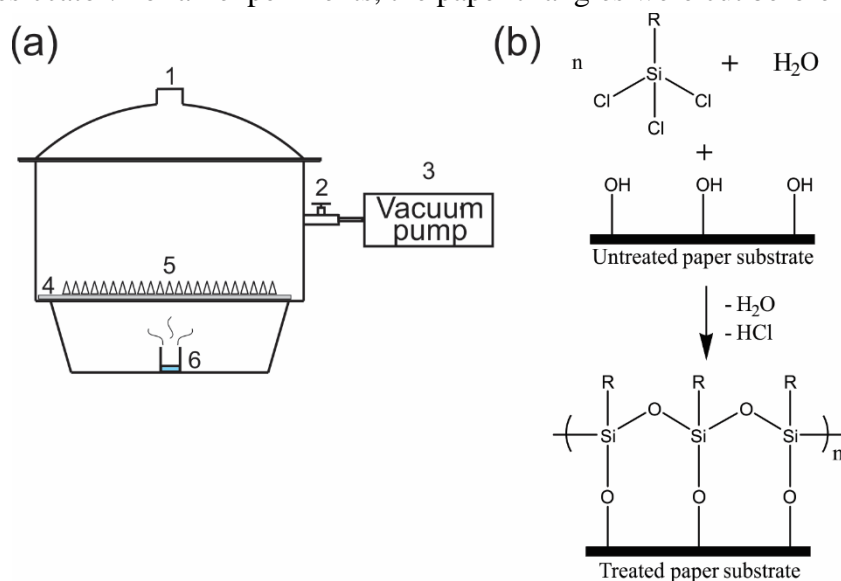 (a)
1
2
3
Vacuum
pump
4
5
6
(b)
n
R
Si
Cl
Cl
Cl
+
H₂O
+
OH
OH
OH
Untreated paper substrate
- H₂O
- HCl
R
R
R
O
O
Si
Si
Si
n
O
O
O
Treated paper substrate